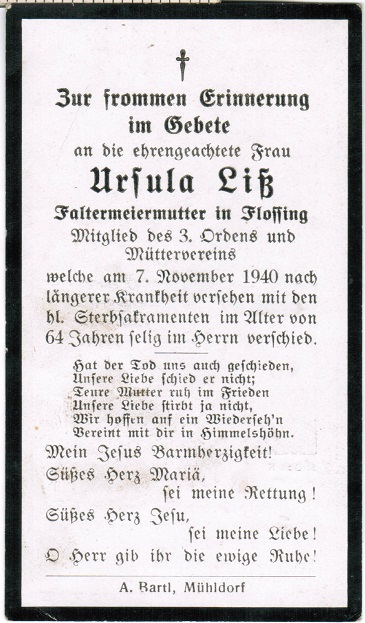 Zur frommen Erinnerung
im Gebete
an die ehrengeachtete Frau
Ursula Liß
Faltermeiermutter in Flossing
Mitglied des 3. Ordens und
Müttervereins
welche am 7. November 1940 nach
längerer Krankheit versehen mit den
hl. Sterbsakramenten im Alter von
64 Jahren selig im Herrn verschied.
Hat der Tod uns auch geschieden,
Unsere Liebe schied er nicht;
Teure Mutter ruh im Frieden
Unsere Liebe stirbt ja nicht,
Wir hoffen auf ein Wiederseh'n
Vereint mit dir in Himmelshöhn.
Mein Jesus Barmherzigkeit!
Süßes Herz Mariä,
sei meine Rettung!
Süßes Herz Jesu,
sei meine Liebe!
O Herr gib ihr die ewige Ruhe!
A. Bartl, Mühldorf